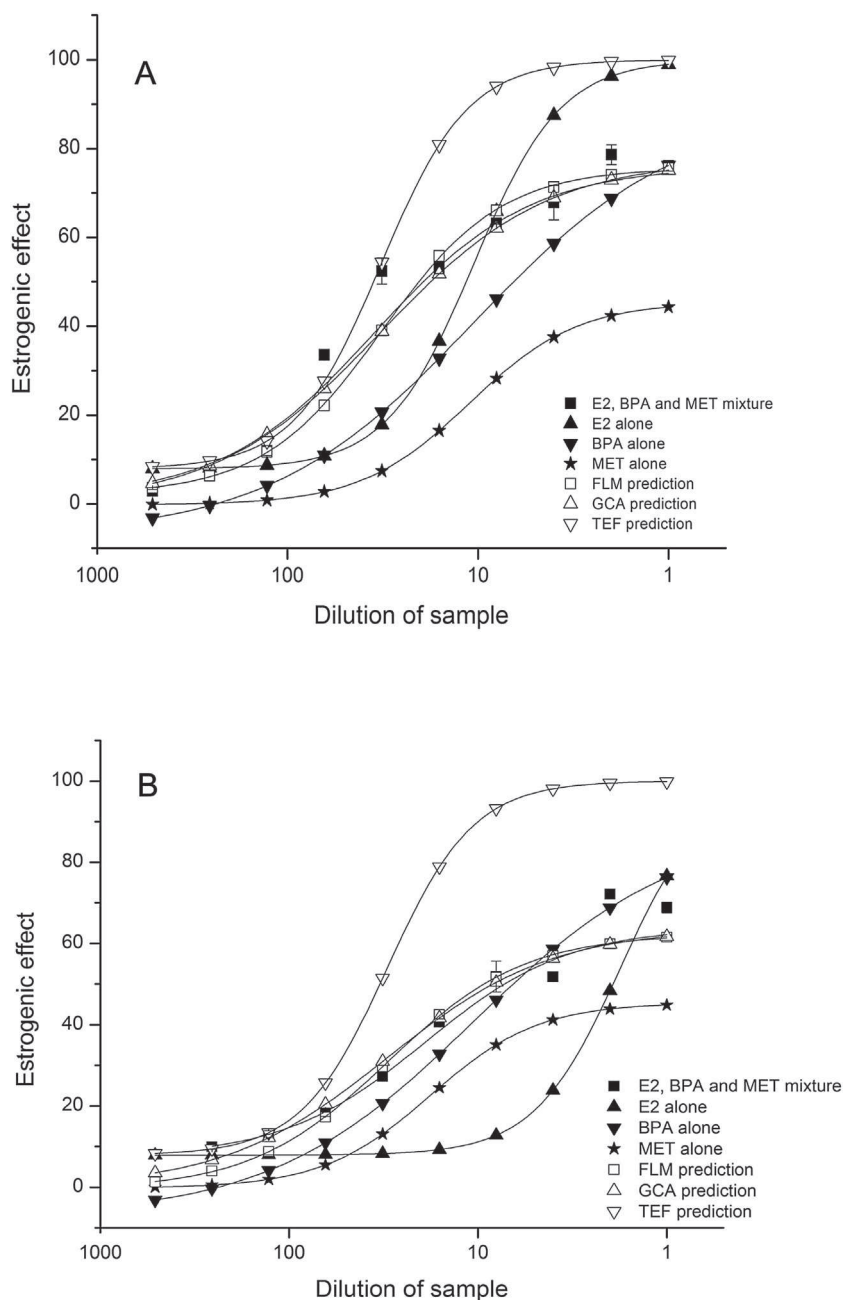 A
100
80
60
40
20
0
Estrogenic effect
E2, BPA and MET mixture
E2 alone
BPA alone
MET alone
FLM prediction
GCA prediction
TEF prediction
1000
100
10
1
Dilution of sample
B
100
80
60
40
20
0
Estrogenic effect
E2, BPA and MET mixture
E2 alone
BPA alone
MET alone
FLM prediction
GCA prediction
TEF prediction
1000
100
10
1
Dilution of sample